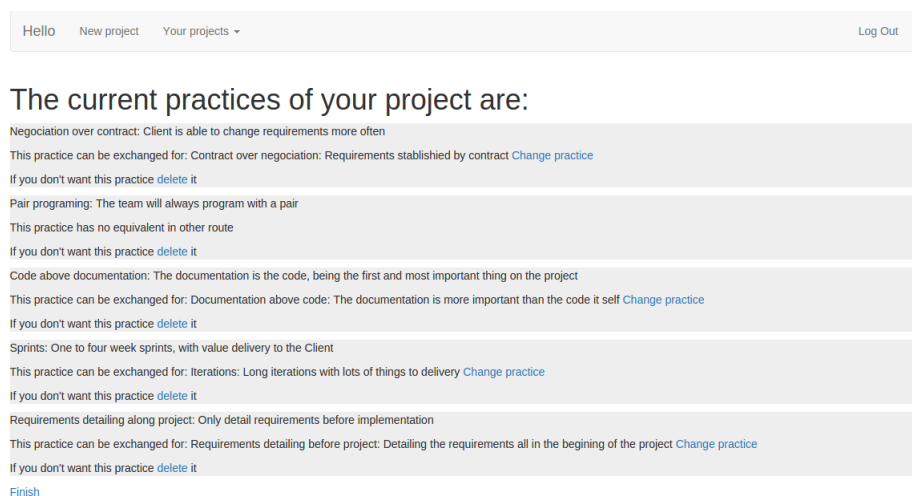 Hello New project Your projects Log Out
The current practices of your project are:
Negociation over contract: Client is able to change requirements more often
This practice can be exchanged for: Contract over negociation: Requirements stablishied by contract Change practice
If you don't want this practice delete it
Pair programing: The team will always program with a pair
This practice has no equivalent in other route
If you don't want this practice delete it
Code above documentation: The documentation is the code, being the first and most important thing on the project
This practice can be exchanged for: Documentation above code: The documentation is more important than the code it self Change practice
If you don't want this practice delete it
Sprints: One to four week sprints, with value delivery to the Client
This practice can be exchanged for: Iterations: Long iterations with lots of things to delivery Change practice
If you don't want this practice delete it
Requirements detailing along project: Only detail requirements before implementation
This practice can be exchanged for: Requirements detailing before project: Detailing the requirements all in the begining of the project Change practice
If you don't want this practice delete it
Finish